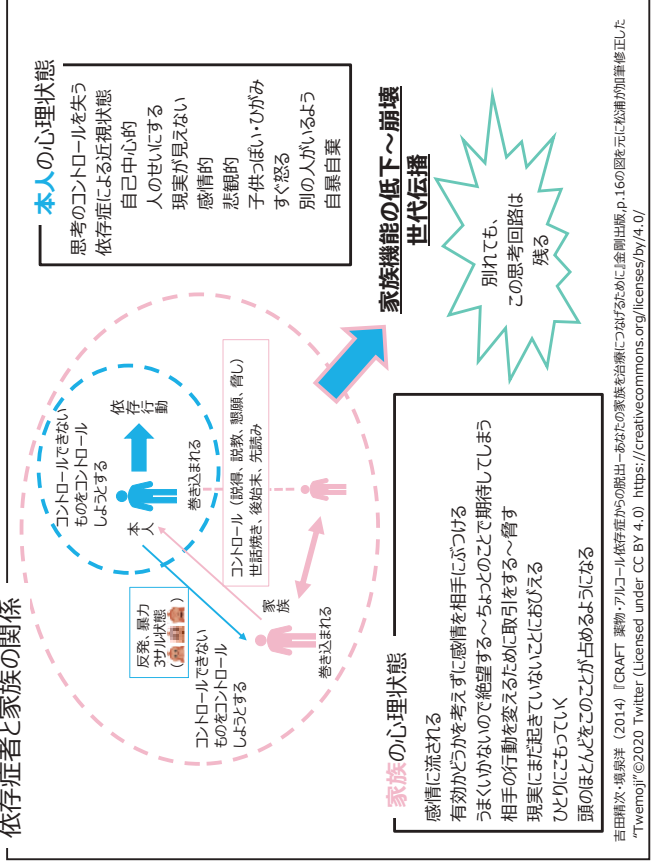 依存症者と家族の関係
コントロールできない
ものをコントロール
しようとする
本人
依存行動
巻き込まれる
反発、暴力
3サル状態
（🙈🙉🙊）
コントロールできない
ものをコントロール
しようとする
家族
巻き込まれる
コントロール（説得、説教、懇願、脅し）
世話焼き、後始末、先読み
本人の心理状態
思考のコントロールを失う
依存症による近視状態
自己中心的
人のせいにする
現実が見えない
感情的
悲観的
子供っぽい・ひがみ
すぐ怒る
別の人がいるよう
自暴自棄
家族の心理状態
感情に流される
有効かどうかを考えずに感情を相手にぶつける
うまくいかないので絶望する～ちょっとのことで期待してしまう
相手の行動を変えるために取引をする～脅す
現実にまだ起きていないことにおびえる
ひとりにこもっていく
頭のほとんどをこのことが占めるようになる
家族機能の低下～崩壊
世代伝播
別れても、
この思考回路は
残る
吉田精次・境泉洋（2014）『CRAFT 薬物・アルコール依存症からの脱出－あなたの家族を治療につなげるために』金剛出版,p.16の図を元に松浦が加筆修正した
"Twemoji"©2020 Twitter (Licensed under CC BY 4.0) https://creativecommons.org/licenses/by/4.0/